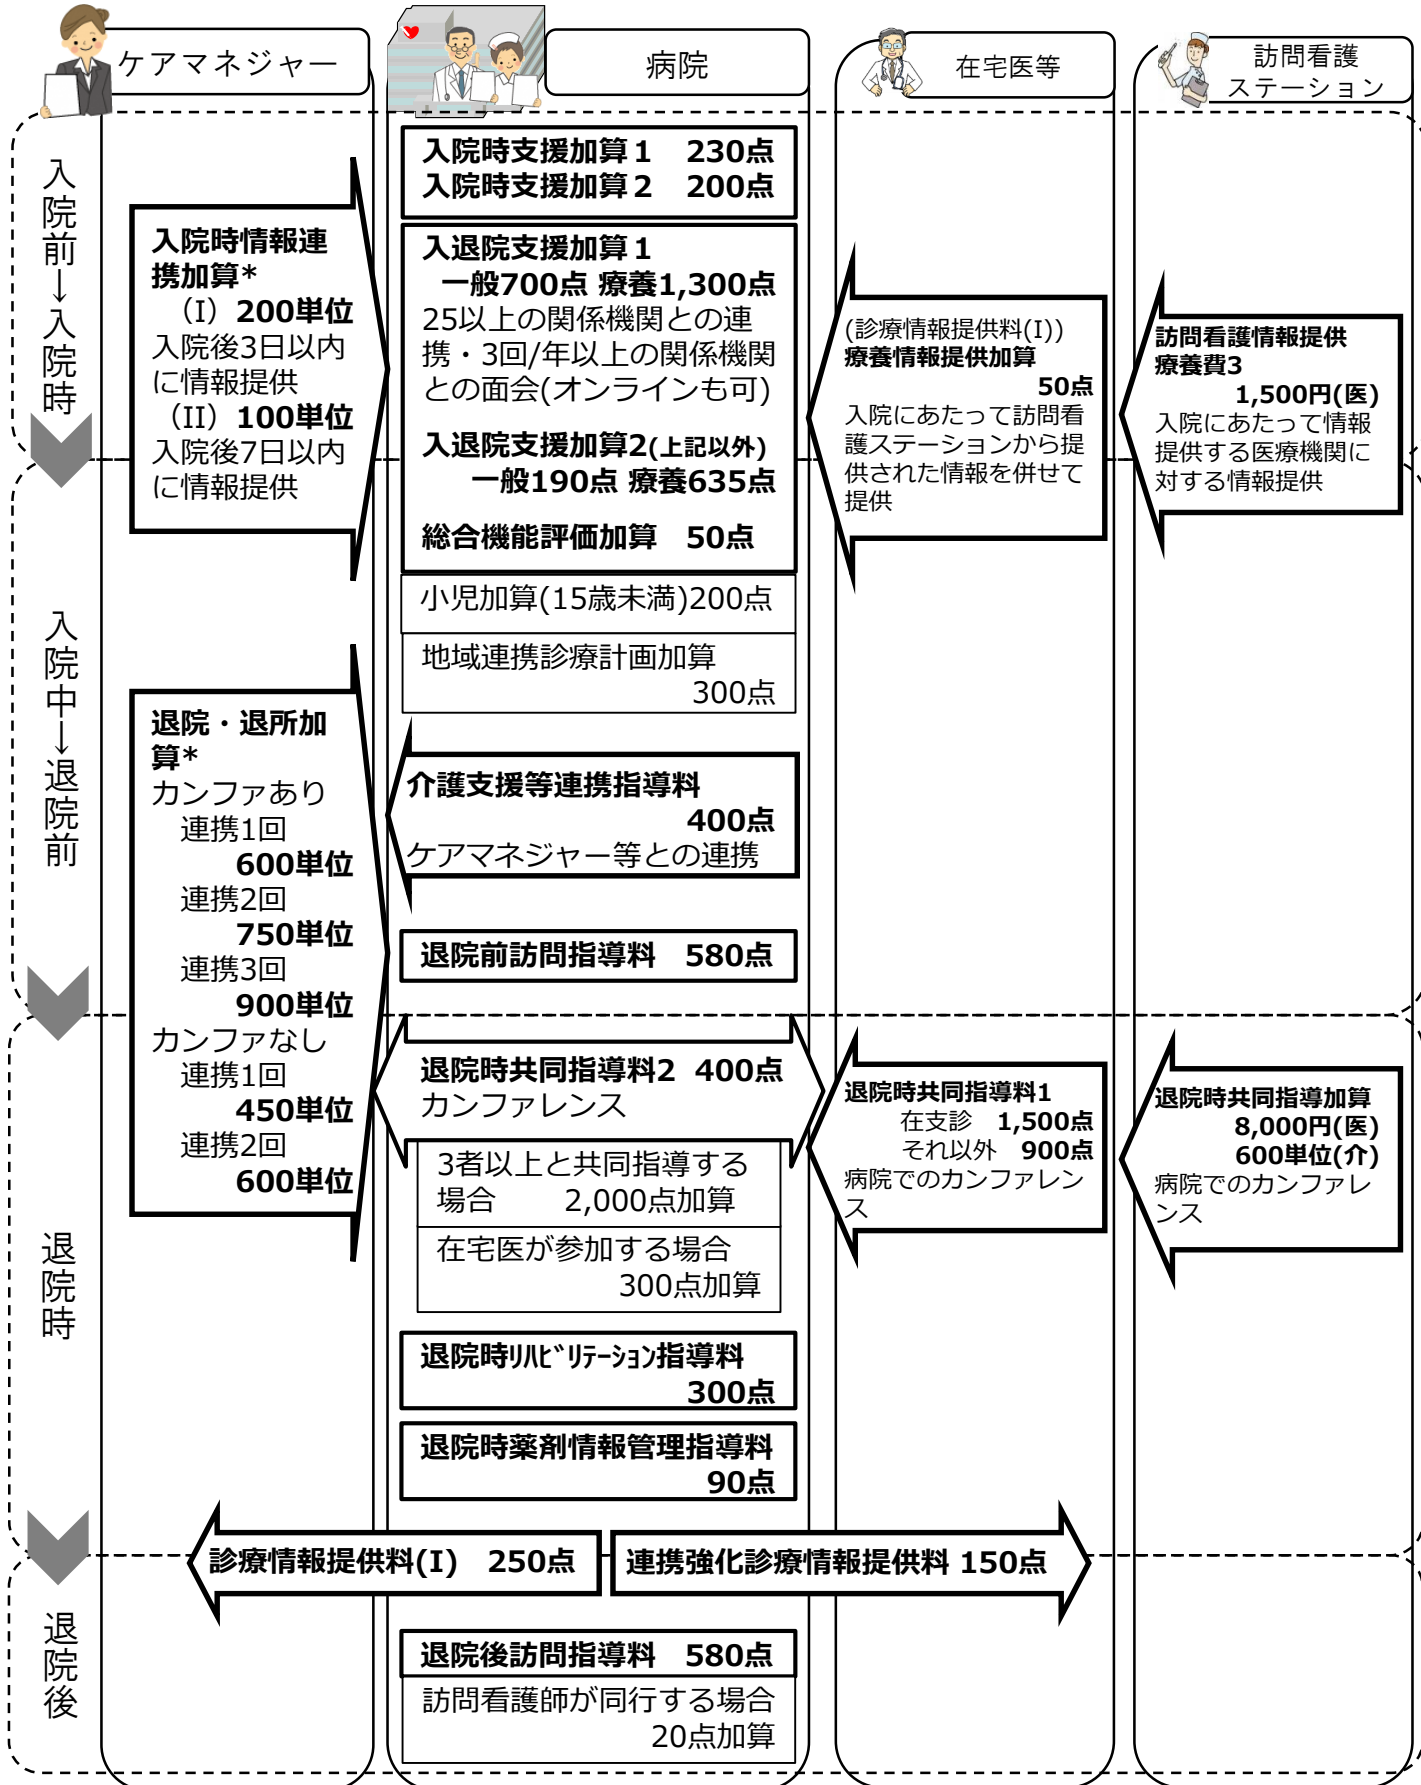 ケアマネジャー
病院
在宅医等
訪問看護
ステーション
入院前→入院時
入院中→退院前
退院時
退院後
入院時情報連
携加算*
(I) 200単位
入院後3日以内
に情報提供
(II) 100単位
入院後7日以内
に情報提供
退院・退所加
算*
カンファあり
連携1回
600単位
連携2回
750単位
連携3回
900単位
カンファなし
連携1回
450単位
連携2回
600単位
入院時支援加算1 230点
入院時支援加算2 200点
入退院支援加算1
一般700点 療養1,300点
25以上の関係機関との連
携・3回/年以上の関係機関
との面会(オンラインも可)
入退院支援加算2(上記以外)
一般190点 療養635点
総合機能評価加算 50点
小児加算(15歳未満)200点
地域連携診療計画加算
300点
介護支援等連携指導料
400点
ケアマネジャー等との連携
退院前訪問指導料 580点
退院時共同指導料2 400点
カンファレンス
3者以上と共同指導する
場合 2,000点加算
在宅医が参加する場合
300点加算
退院時ﾘﾊﾋﾞﾘﾃｰｼｮﾝ指導料
300点
退院時薬剤情報管理指導料
90点
診療情報提供料(I) 250点
連携強化診療情報提供料 150点
退院後訪問指導料 580点
訪問看護師が同行する場合
20点加算
(診療情報提供料(I))
療養情報提供加算
50点
入院にあたって訪問看
護ステーションから提
供された情報を併せて
提供
退院時共同指導料1
在支診 1,500点
それ以外 900点
病院でのカンファレン
ス
訪問看護情報提供
療養費3
1,500円(医)
入院にあたって情報
提供する医療機関に
対する情報提供
退院時共同指導加算
8,000円(医)
600単位(介)
病院でのカンファレ
ンス